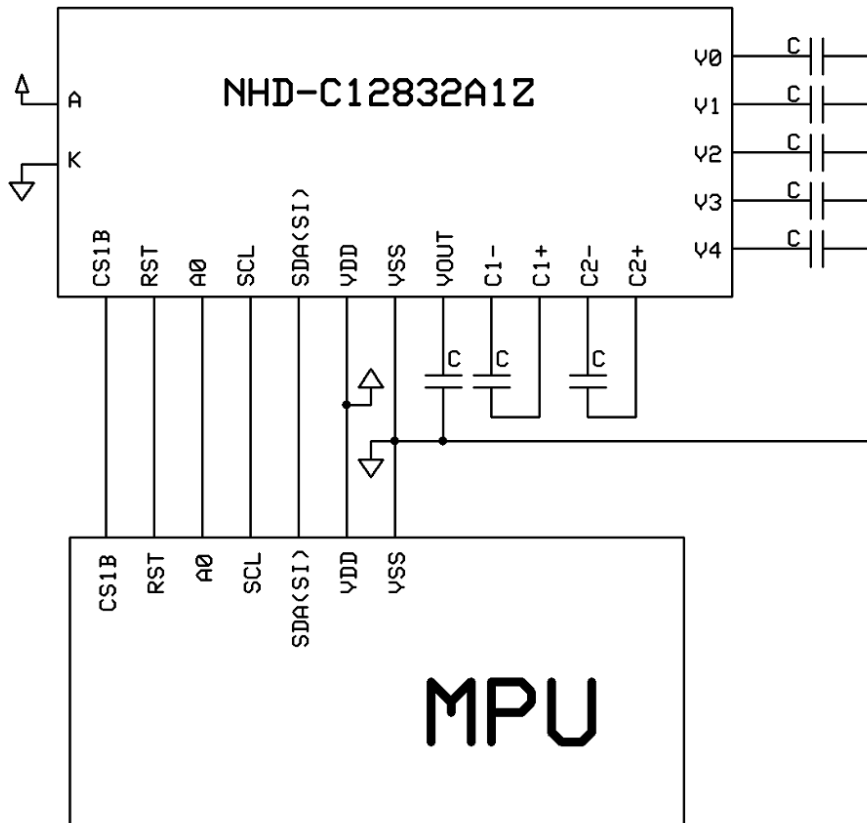 NHD-C12832A1Z
A
K
V0
C
V1
C
V2
C
V3
C
V4
C
CS1B
RST
A0
SCL
SDA(SI)
VDD
VSS
VOUT
C1-
C1+
C2-
C2+
C
C
C
CS1B
RST
A0
SCL
SDA(SI)
VDD
VSS
MPU